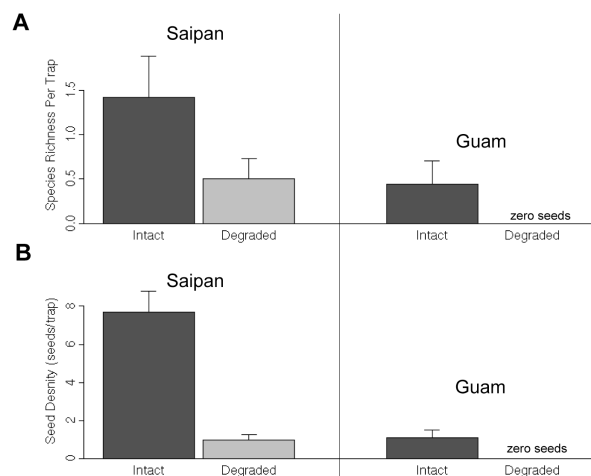 A
Saipan
Species Richness Per Trap
1.5
1.0
0.5
0.0
Guam
zero seeds
Intact
Degraded
Intact
Degraded
B
Saipan
Seed Desnity (seeds/trap)
8
6
4
2
0
Guam
zero seeds
Intact
Degraded
Intact
Degraded